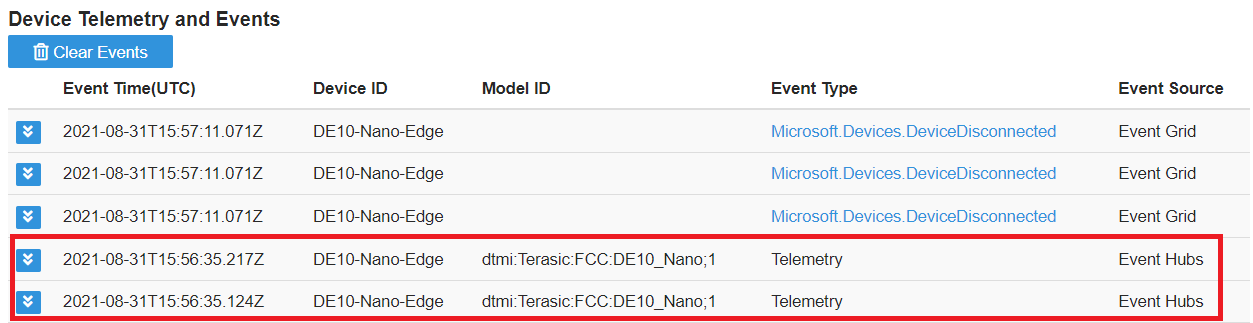 Device Telemetry and Events
Clear Events
Event Time(UTC) Device ID Model ID Event Type Event Source
2021-08-31T15:57:11.071Z DE10-Nano-Edge Microsoft.Devices.DeviceDisconnected Event Grid
2021-08-31T15:57:11.071Z DE10-Nano-Edge Microsoft.Devices.DeviceDisconnected Event Grid
2021-08-31T15:57:11.071Z DE10-Nano-Edge Microsoft.Devices.DeviceDisconnected Event Grid
2021-08-31T15:56:35.217Z DE10-Nano-Edge dtmi:Terasic:FCC:DE10_Nano;1 Telemetry Event Hubs
2021-08-31T15:56:35.124Z DE10-Nano-Edge dtmi:Terasic:FCC:DE10_Nano;1 Telemetry Event Hubs